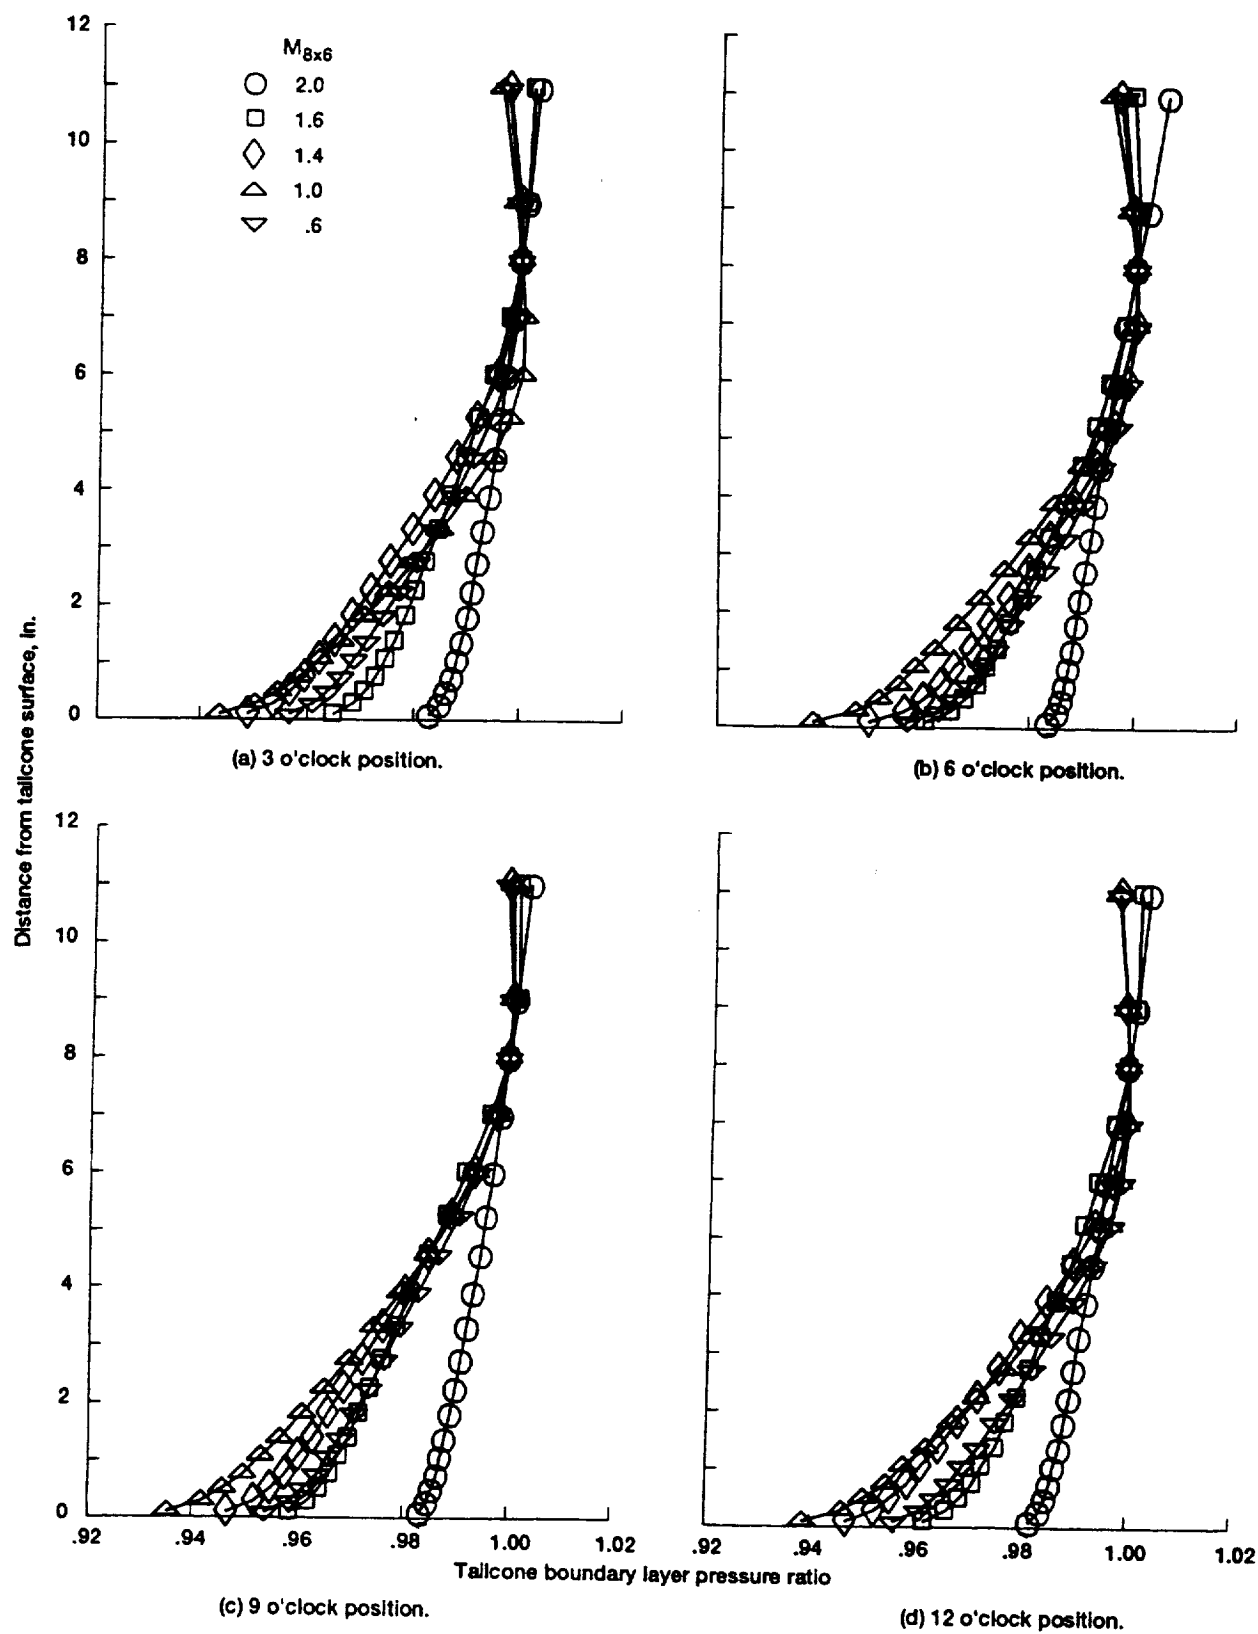 12
10
8
6
4
2
0
M8x6
2.0
1.6
1.4
1.0
.6
(a) 3 o'clock position.
(b) 6 o'clock position.
Distance from tailcone surface, in.
12
10
8
6
4
2
0
.92 .94 .96 .98 1.00 1.02
.92 .94 .96 .98 1.00 1.02
Tailcone boundary layer pressure ratio
(c) 9 o'clock position.
(d) 12 o'clock position.